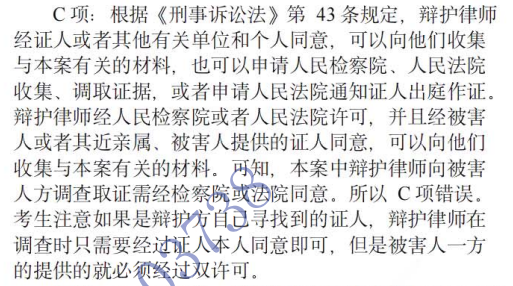 C 项：根据《刑事诉讼法》第 43 条规定，辩护律师
经证人或者其他有关单位和个人同意，可以向他们收集
与本案有关的材料，也可以申请人民检察院、人民法院
收集、调取证据，或者申请人民法院通知证人出庭作证。
辩护律师经人民检察院或者人民法院许可，并且经被害
人或者其近亲属、被害人提供的证人同意，可以向他们
收集与本案有关的材料。可知，本案中辩护律师向被害
人方调查取证需经检察院或法院同意。所以 C 项错误。
考生注意如果是辩护方自己寻找到的证人，辩护律师在
调查时只需要经过证人本人同意即可，但是被害人一方
的提供的就必须经过双许可。
03738